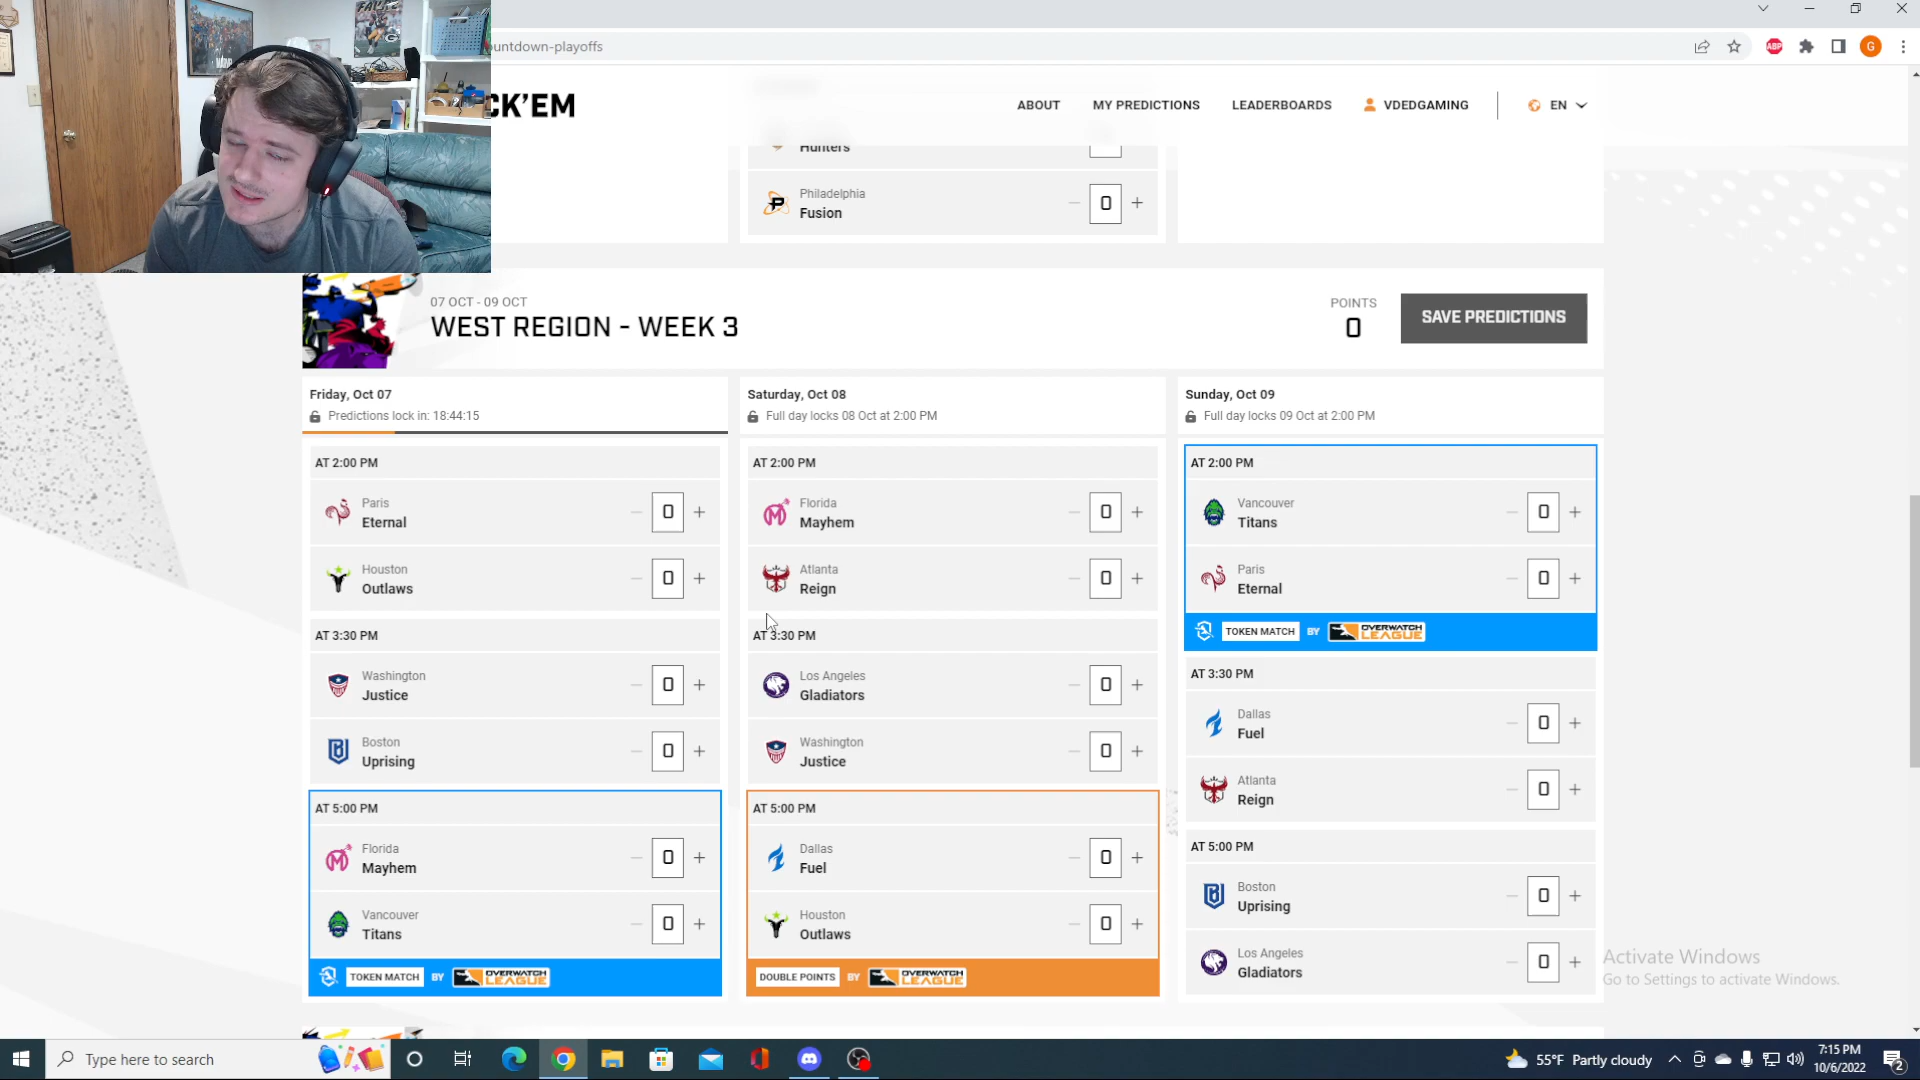 untdown-playoffs
ABP
G
CK'EM
ABOUT
MY PREDICTIONS
LEADERBOARDS
VDEDGAMING
EN
Hunters
Philadelphia
Fusion
0
07 OCT - 09 OCT
WEST REGION - WEEK 3
POINTS
0
SAVE PREDICTIONS
Friday, Oct 07
Predictions lock in: 18:44:15
AT 2:00 PM
Paris
Eternal
0
Houston
Outlaws
0
AT 3:30 PM
Washington
Justice
0
Boston
Uprising
0
AT 5:00 PM
Florida
Mayhem
0
Vancouver
Titans
0
TOKEN MATCH BY OVERWATCH LEAGUE
Saturday, Oct 08
Full day locks 08 Oct at 2:00 PM
AT 2:00 PM
Florida
Mayhem
0
Atlanta
Reign
0
AT 3:30 PM
Los Angeles
Gladiators
0
Washington
Justice
0
AT 5:00 PM
Dallas
Fuel
0
Houston
Outlaws
0
DOUBLE POINTS BY OVERWATCH LEAGUE
Sunday, Oct 09
Full day locks 09 Oct at 2:00 PM
AT 2:00 PM
Vancouver
Titans
0
Paris
Eternal
0
TOKEN MATCH BY OVERWATCH LEAGUE
AT 3:30 PM
Dallas
Fuel
0
Atlanta
Reign
0
AT 5:00 PM
Boston
Uprising
0
Los Angeles
Gladiators
0
Activate Windows
Go to Settings to activate Windows.
Type here to search
55°F Partly cloudy
7:15 PM
10/6/2022
2